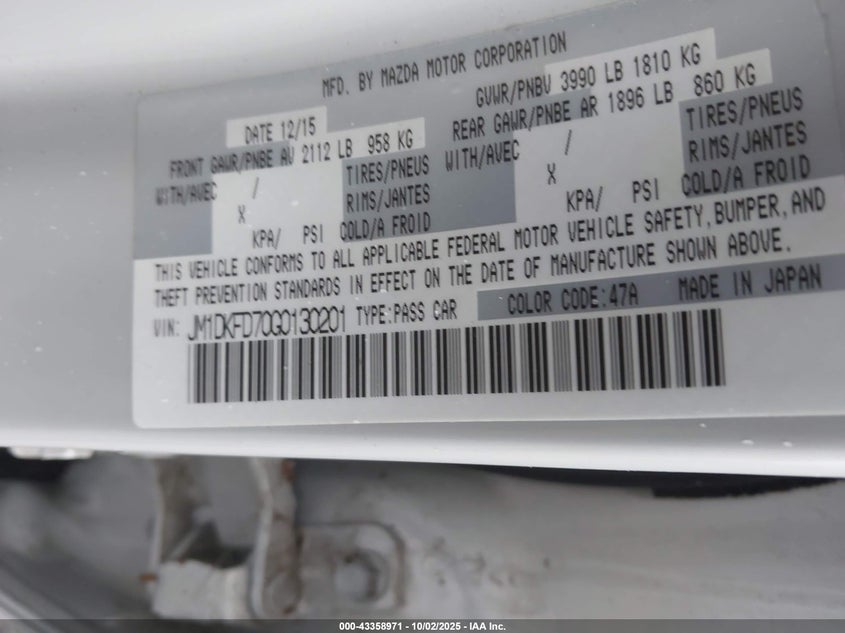 MFD. BY MAZDA MOTOR CORPORATION
DATE 12/15 GVWR/PNBV 3990 LB 1810 KG
FRONT GAWR/PNBE AV 2112 LB 958 KG REAR GAWR/PNBE AR 1896 LB 860 KG
WITH/AVEC / TIRES/PNEUS WITH/AVEC / TIRES/PNEUS
X RIMS/JANTES X RIMS/JANTES
KPA/ PSI COLD/A FROID KPA/ PSI COLD/A FROID
THIS VEHICLE CONFORMS TO ALL APPLICABLE FEDERAL MOTOR VEHICLE SAFETY, BUMPER, AND
THEFT PREVENTION STANDARDS IN EFFECT ON THE DATE OF MANUFACTURE SHOWN ABOVE.
VIN: JM1DKFD70G0130201 TYPE:PASS CAR COLOR CODE:47A MADE IN JAPAN
000-43358971 - 10/02/2025 - IAA Inc.